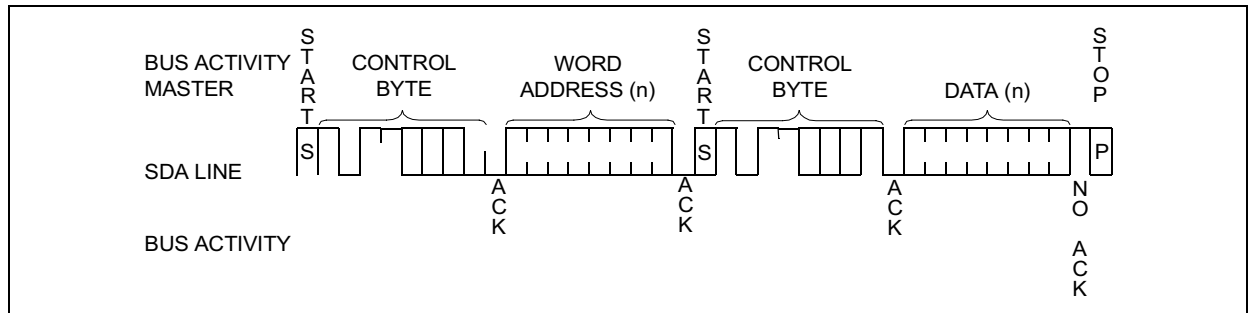 BUS ACTIVITY
MASTER
START
CONTROL
BYTE
WORD
ADDRESS (n)
START
CONTROL
BYTE
DATA (n)
STOP
SDA LINE
S
S
P
BUS ACTIVITY
ACK
ACK
ACK
NO ACK